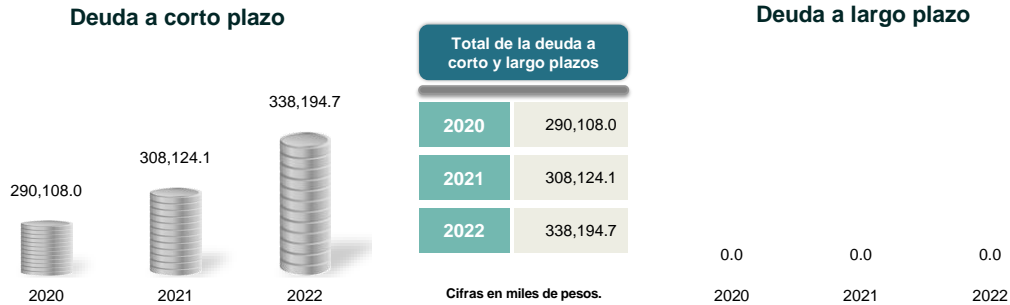 Deuda a corto plazo
338,194.7
308,124.1
290,108.0
2020 2021 2022
Total de la deuda a
corto y largo plazos
2020 290,108.0
2021 308,124.1
2022 338,194.7
Cifras en miles de pesos.
Deuda a largo plazo
0.0 0.0 0.0
2020 2021 2022